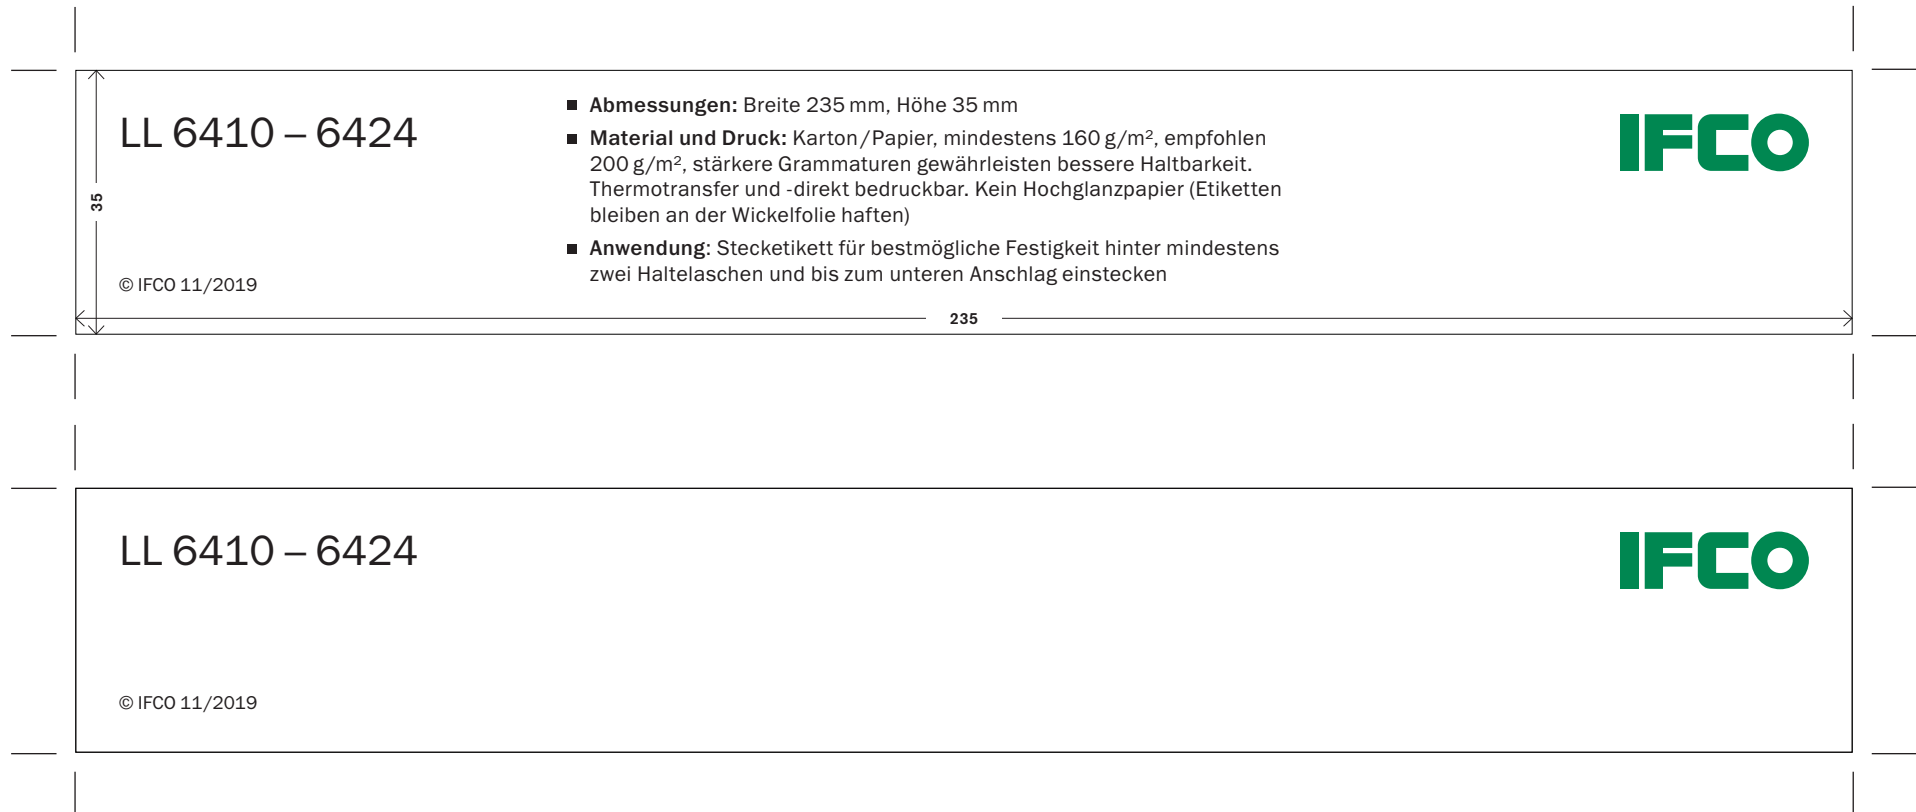 LL 6410 – 6424
■ Abmessungen: Breite 235 mm, Höhe 35 mm
■ Material und Druck: Karton/Papier, mindestens 160 g/m², empfohlen
200 g/m², stärkere Grammaturen gewährleisten bessere Haltbarkeit.
Thermotransfer und -direkt bedruckbar. Kein Hochglanzpapier (Etiketten
bleiben an der Wickelfolie haften)
■ Anwendung: Stecketikett für bestmögliche Festigkeit hinter mindestens
zwei Haltelaschen und bis zum unteren Anschlag einstecken
IFCO
35
© IFCO 11/2019
235
LL 6410 – 6424
IFCO
© IFCO 11/2019